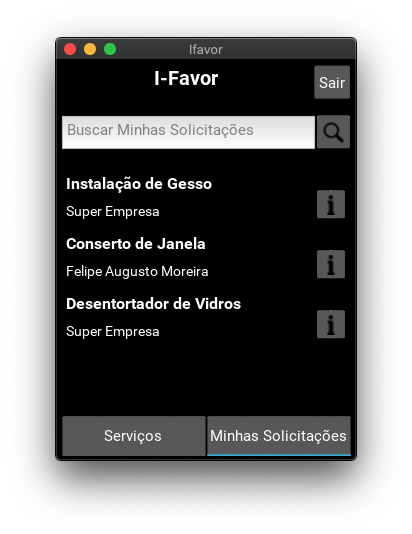 Ifavor
I-Favor
Sair
Buscar Minhas Solicitações
Instalação de Gesso
Super Empresa
Conserto de Janela
Felipe Augusto Moreira
Desentortador de Vidros
Super Empresa
Serviços
Minhas Solicitações